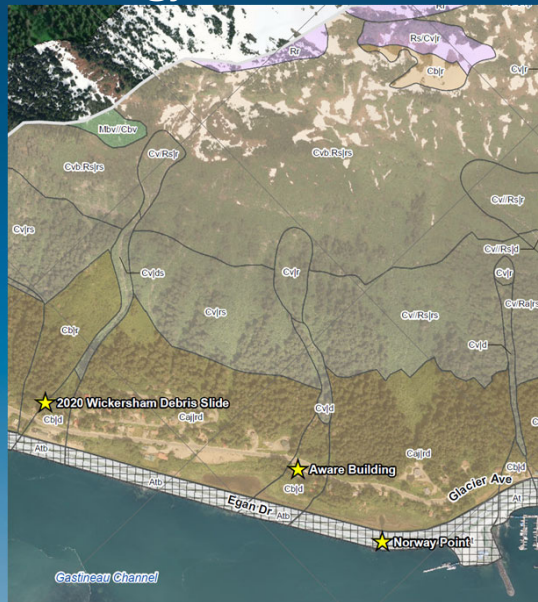 Rr
Rs/Cv|r
Cb|r
Cv|r
Mbv//Cbv
Cv/Rs|r
Cvb.Rs|rs
Cvb.Rs|rs
Cv//Rs|r
Cv|rs
Cv//Rs|d
Cv|ds
Cv|r
Cv|r
Cv|rs
Cv//Rs|rs
Cv/Ra|rs
Cb|r
Cv|d
2020 Wickersham Debris Slide
Cb|d
Caj|rd
Cv|d
Caj|rd
Atb
Aware Building
Cb|d
Glacier Ave
Cb|d
Atb
Cb|d
Egan Dr
Atb
At
Norway Point
Gastineau Channel